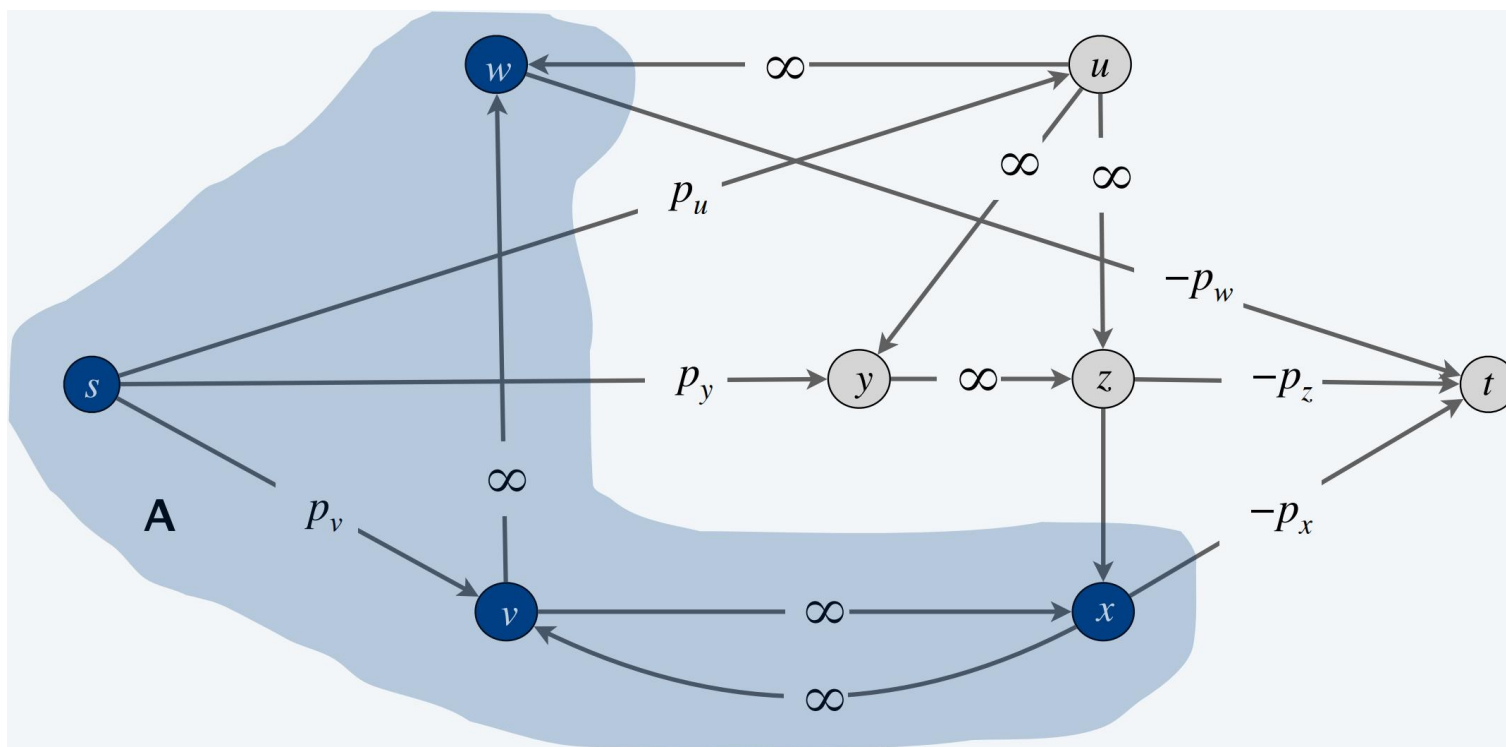 w
∞
u
∞
∞
p_u
−p_w
s
p_y
y
∞
z
−p_z
t
∞
A
p_v
−p_x
v
∞
x
∞